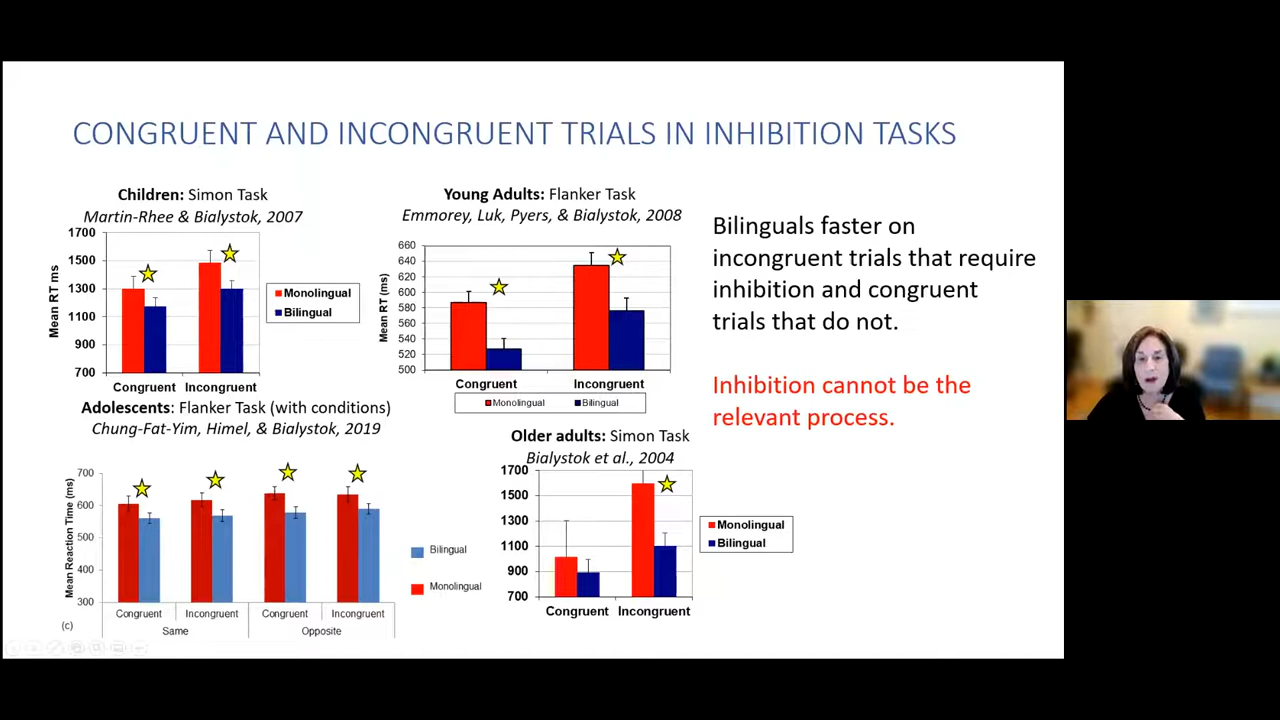 CONGRUENT AND INCONGRUENT TRIALS IN INHIBITION TASKS
Children: Simon Task
Martin-Rhee & Bialystok, 2007
1700
1500
1300
1100
900
700
Mean RT ms
Congruent Incongruent
Monolingual
Bilingual
Young Adults: Flanker Task
Emmorey, Luk, Pyers, & Bialystok, 2008
660
640
620
600
580
560
540
520
500
Mean RT (ms)
Congruent Incongruent
Monolingual Bilingual
Adolescents: Flanker Task (with conditions)
Chung-Fat-Yim, Himel, & Bialystok, 2019
700
600
500
400
300
Mean Reaction Time (ms)
Congruent Incongruent Congruent Incongruent
Same Opposite
(c)
Bilingual
Monolingual
Older adults: Simon Task
Bialystok et al., 2004
1700
1500
1300
1100
900
700
Congruent Incongruent
Monolingual
Bilingual
Bilinguals faster on
incongruent trials that require
inhibition and congruent
trials that do not.
Inhibition cannot be the
relevant process.